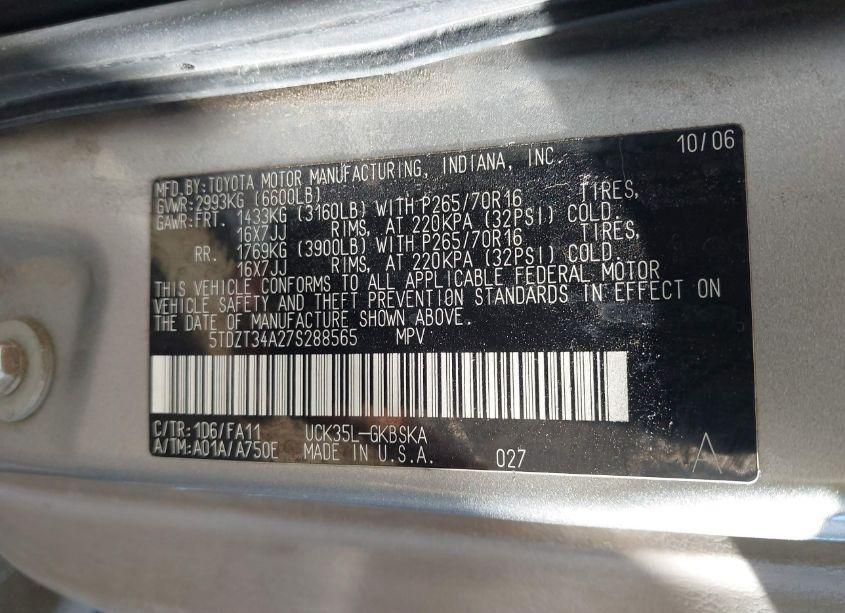 10/06
MFD.BY:TOYOTA MOTOR MANUFACTURING, INDIANA, INC.
GVWR:2993KG (6600LB)
GAWR:FRT. 1433KG (3160LB) WITH P265/70R16 TIRES,
16X7JJ RIMS, AT 220KPA (32PSI) COLD.
RR. 1769KG (3900LB) WITH P265/70R16 TIRES,
16X7JJ RIMS, AT 220KPA (32PSI) COLD.
THIS VEHICLE CONFORMS TO ALL APPLICABLE FEDERAL MOTOR
VEHICLE SAFETY AND THEFT PREVENTION STANDARDS IN EFFECT ON
THE DATE OF MANUFACTURE SHOWN ABOVE.
5TDZT34A27S288565 MPV
C/TR:1D6/FA11 UCK35L-GKBSKA
A/TM:A01A/A750E MADE IN U.S.A. 027 A